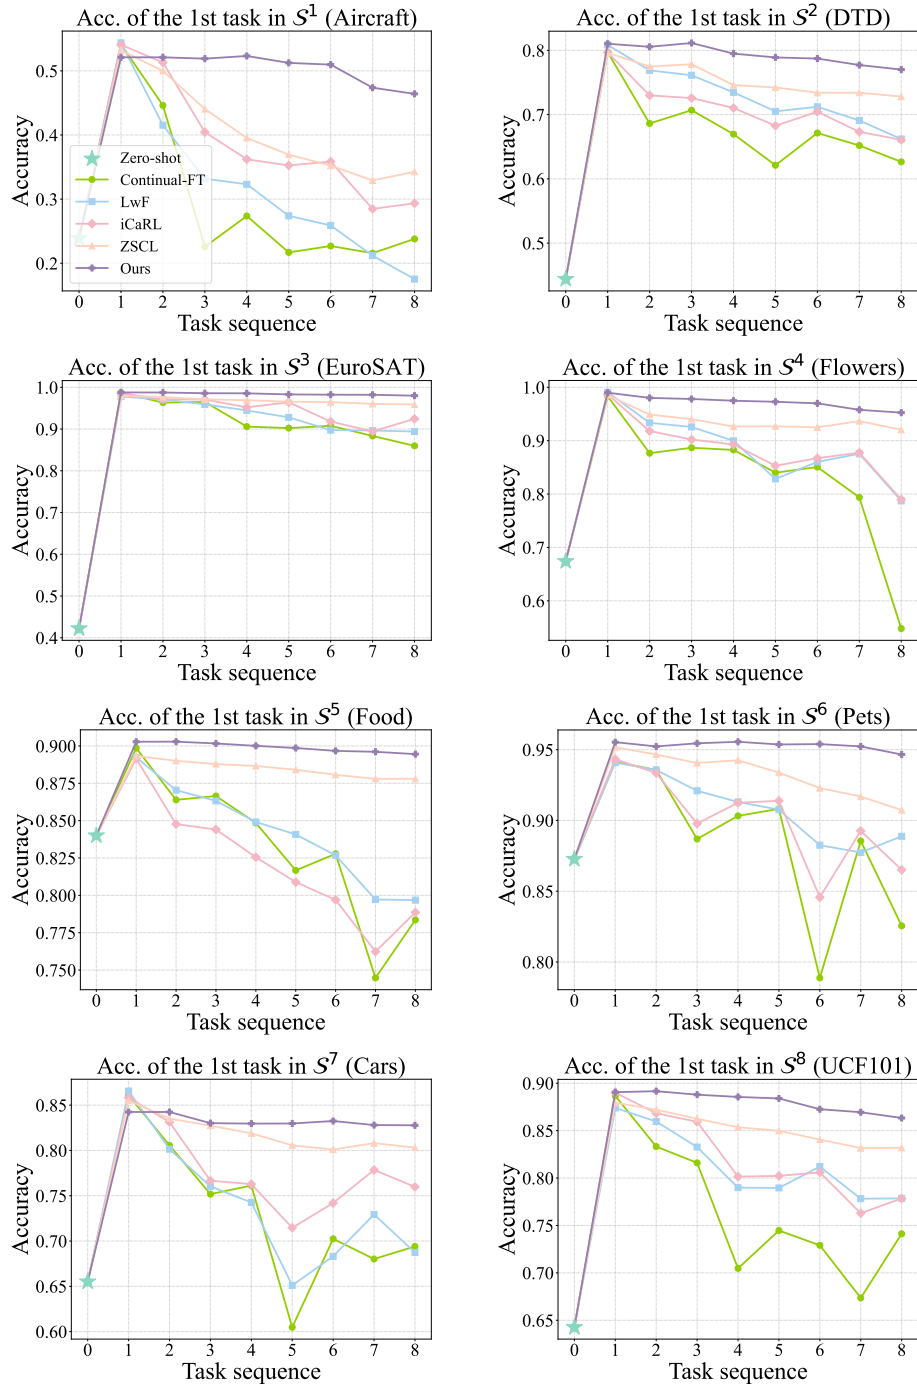 Acc. of the 1st task in 𝒮¹ (Aircraft)
Accuracy
0.5
0.4
0.3
0.2
Zero-shot
Continual-FT
LwF
iCaRL
ZSCL
Ours
0 1 2 3 4 5 6 7 8
Task sequence
Acc. of the 1st task in 𝒮² (DTD)
Accuracy
0.8
0.7
0.6
0.5
0 1 2 3 4 5 6 7 8
Task sequence
Acc. of the 1st task in 𝒮³ (EuroSAT)
Accuracy
1.0
0.9
0.8
0.7
0.6
0.5
0.4
0 1 2 3 4 5 6 7 8
Task sequence
Acc. of the 1st task in 𝒮⁴ (Flowers)
Accuracy
1.0
0.9
0.8
0.7
0.6
0 1 2 3 4 5 6 7 8
Task sequence
Acc. of the 1st task in 𝒮⁵ (Food)
Accuracy
0.900
0.875
0.850
0.825
0.800
0.775
0.750
0 1 2 3 4 5 6 7 8
Task sequence
Acc. of the 1st task in 𝒮⁶ (Pets)
Accuracy
0.95
0.90
0.85
0.80
0 1 2 3 4 5 6 7 8
Task sequence
Acc. of the 1st task in 𝒮⁷ (Cars)
Accuracy
0.85
0.80
0.75
0.70
0.65
0.60
0 1 2 3 4 5 6 7 8
Task sequence
Acc. of the 1st task in 𝒮⁸ (UCF101)
Accuracy
0.90
0.85
0.80
0.75
0.70
0.65
0 1 2 3 4 5 6 7 8
Task sequence